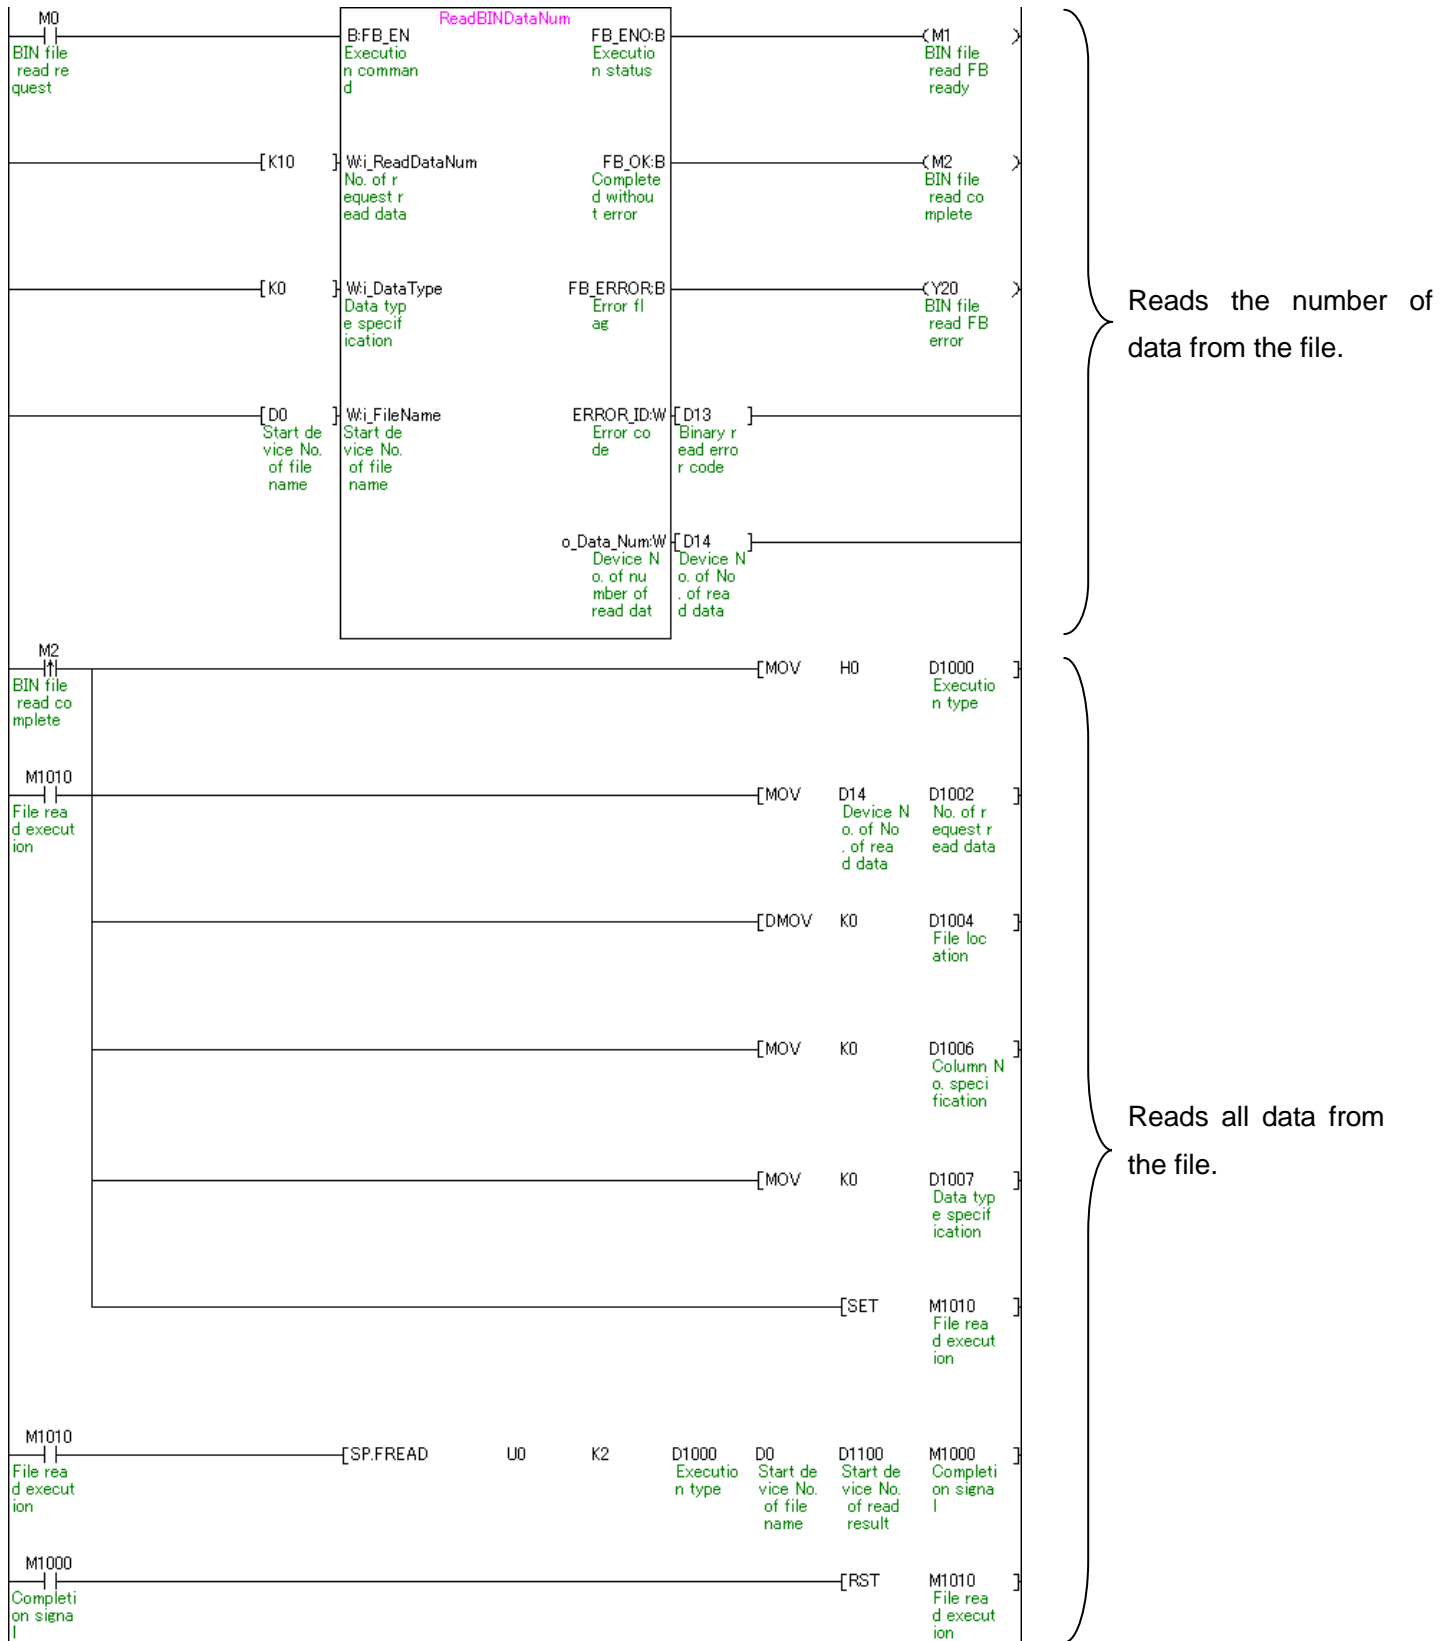 M0
ReadBINDataNum
B:FB_EN
FB_ENO:B
(M1 )
BIN file
read re
quest
Executio
n comman
d
Executio
n status
BIN file
read FB
ready
[K10 ]
W:i_ReadDataNum
FB_OK:B
(M2 )
No. of r
equest r
ead data
Complete
d withou
t error
BIN file
read co
mplete
[K0 ]
W:i_DataType
FB_ERROR:B
(Y20 )
Data typ
e specif
ication
Error fl
ag
BIN file
read FB
error
Reads the number of
data from the file.
[D0 ]
W:i_FileName
ERROR_ID:W
[D13 ]
Start de
vice No.
of file
name
Start de
vice No.
of file
name
Error co
de
Binary r
ead erro
r code
o_Data_Num:W
[D14 ]
Device N
o. of nu
mber of
read dat
Device N
o. of No
. of rea
d data
M2
BIN file
read co
mplete
[MOV H0 D1000 ]
Executio
n type
M1010
File rea
d execut
ion
[MOV D14 D1002 ]
Device N
o. of No
. of rea
d data
No. of r
equest r
ead data
[DMOV K0 D1004 ]
File loc
ation
[MOV K0 D1006 ]
Column N
o. speci
fication
Reads all data from
the file.
[MOV K0 D1007 ]
Data typ
e specif
ication
[SET M1010 ]
File rea
d execut
ion
M1010
File rea
d execut
ion
[SP.FREAD U0 K2 D1000 D0 D1100 M1000 ]
Executio
n type
Start de
vice No.
of file
name
Start de
vice No.
of read
result
Completi
on signa
l
M1000
Completi
on signa
l
[RST M1010 ]
File rea
d execut
ion